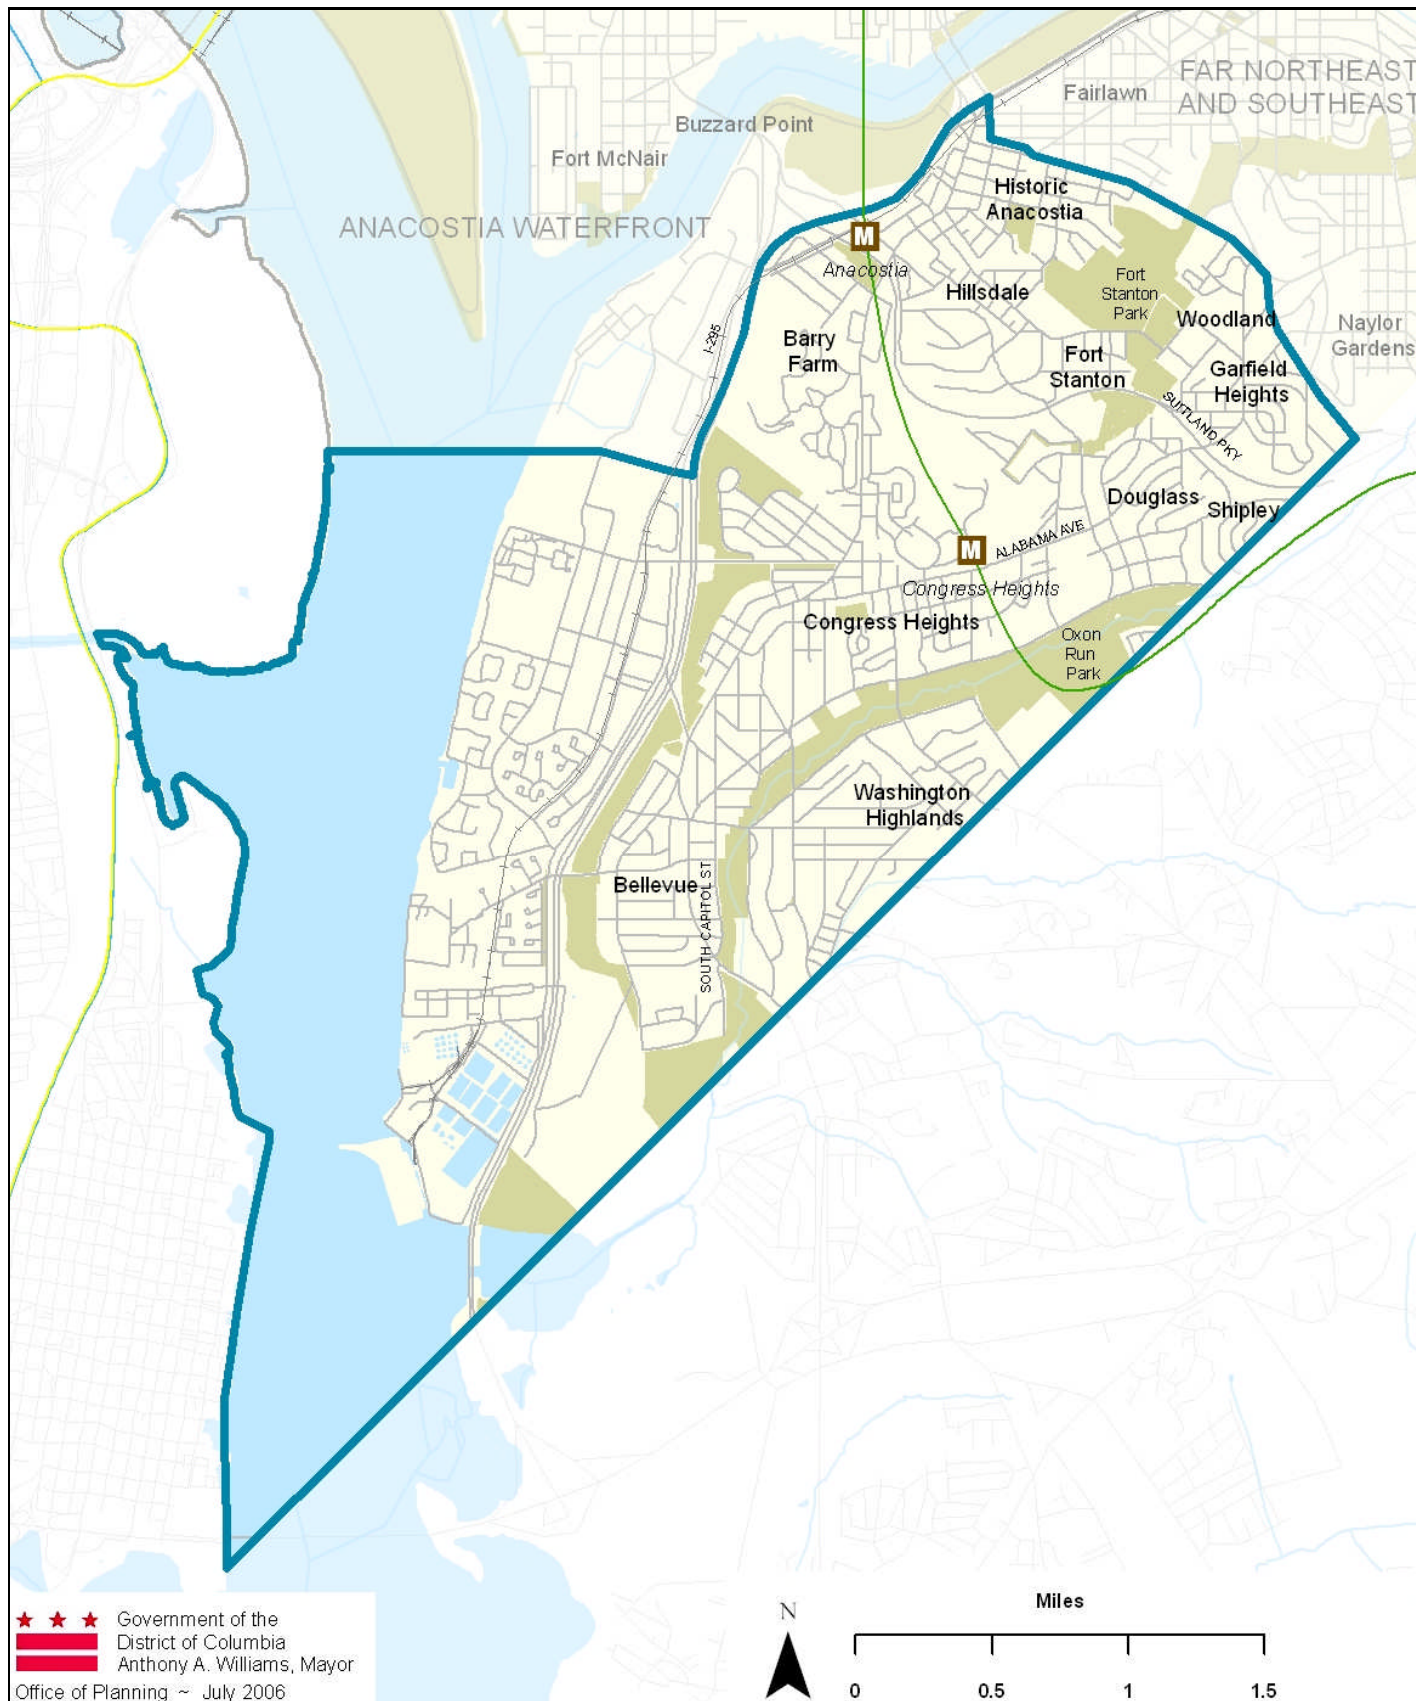 FAR NORTHEAST
AND SOUTHEAST
Fairlawn
Buzzard Point
Fort McNair
Historic
Anacostia
ANACOSTIA WATERFRONT
M
Anacostia
Fort
Stanton
Park
Hillsdale
Woodland
Naylor
Gardens
I-295
Barry
Farm
Fort
Stanton
Garfield
Heights
SUITLAND PKY
Douglass
Shipley
ALABAMA AVE
M
Congress Heights
Congress Heights
Oxon
Run
Park
Washington
Highlands
Bellevue
SOUTH CAPITOL ST
Government of the
District of Columbia
Anthony A. Williams, Mayor
Office of Planning ~ July 2006
N
Miles
0 0.5 1 1.5